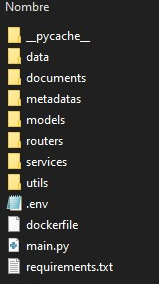 Nombre
__pycache__
data
documents
metadatas
models
routers
services
utils
.env
dockerfile
main.py
requirements.txt